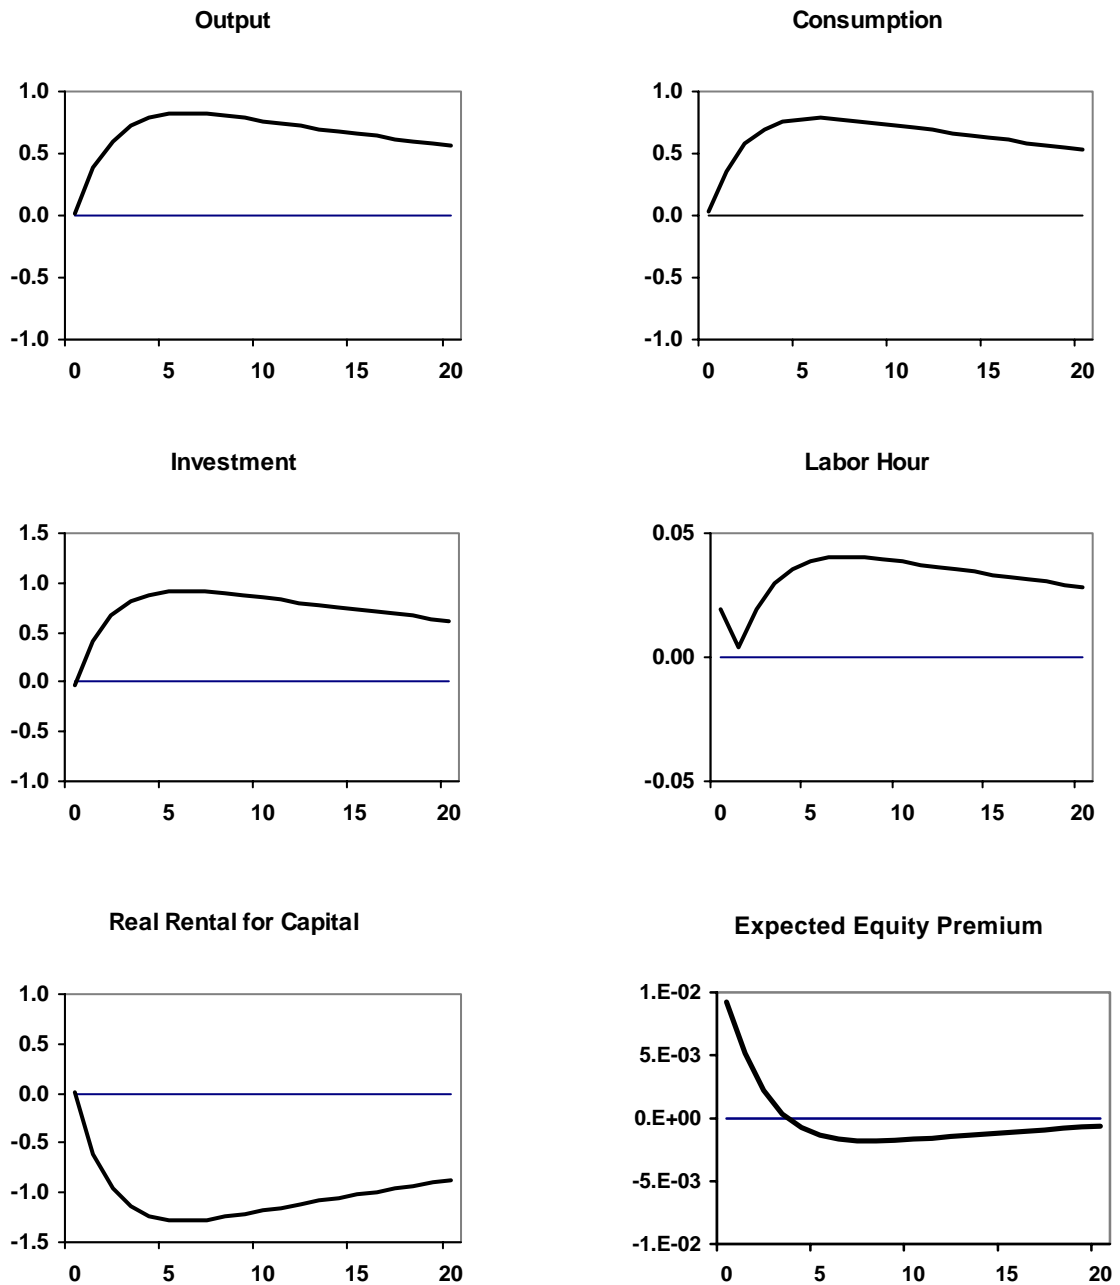 Output
1.0
0.5
0.0
-0.5
-1.0
0 5 10 15 20
Consumption
1.0
0.5
0.0
-0.5
-1.0
0 5 10 15 20
Investment
1.5
1.0
0.5
0.0
-0.5
-1.0
0 5 10 15 20
Labor Hour
0.05
0.00
-0.05
0 5 10 15 20
Real Rental for Capital
1.0
0.5
0.0
-0.5
-1.0
-1.5
0 5 10 15 20
Expected Equity Premium
1.E-02
5.E-03
0.E+00
-5.E-03
-1.E-02
0 5 10 15 20